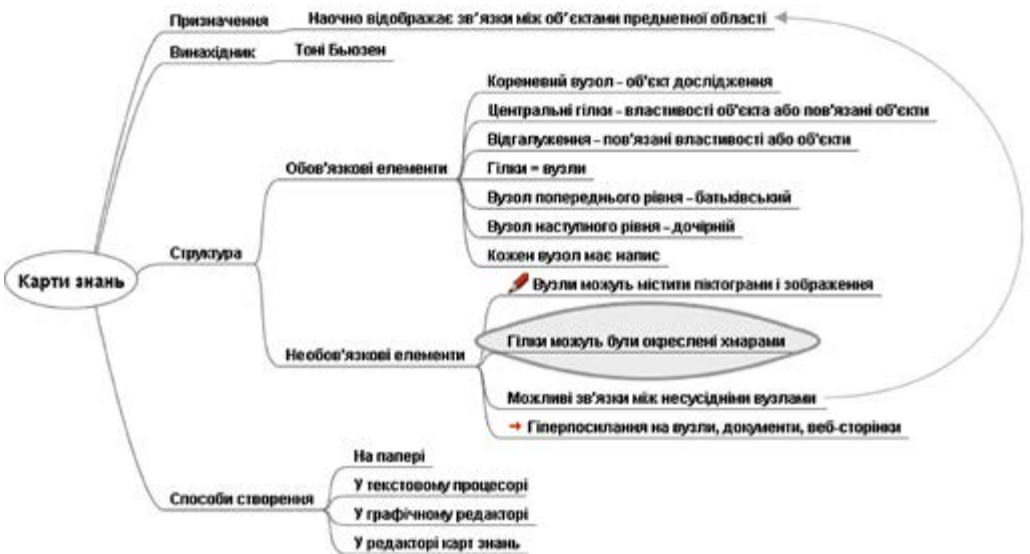 Карти знань
Призначення
Наочно відображає зв'язки між об'єктами предметної області
Винахідник
Тоні Бьюзен
Структура
Обов'язкові елементи
Кореневий вузол - об'єкт дослідження
Центральні гілки - властивості об'єкта або пов'язані об'єкти
Відгалуження - пов'язані властивості або об'єкти
Гілки = вузли
Вузол попереднього рівня - батьківський
Вузол наступного рівня - дочірній
Кожен вузол має напис
Необов'язкові елементи
Вузли можуть містити піктограми і зображення
Гілки можуть бути окреслені хмарами
Можливі зв'язки між несусідніми вузлами
Гіперпосилання на вузли, документи, веб-сторінки
Способи створення
На папері
У текстовому процесорі
У графічному редакторі
У редакторі карт знань